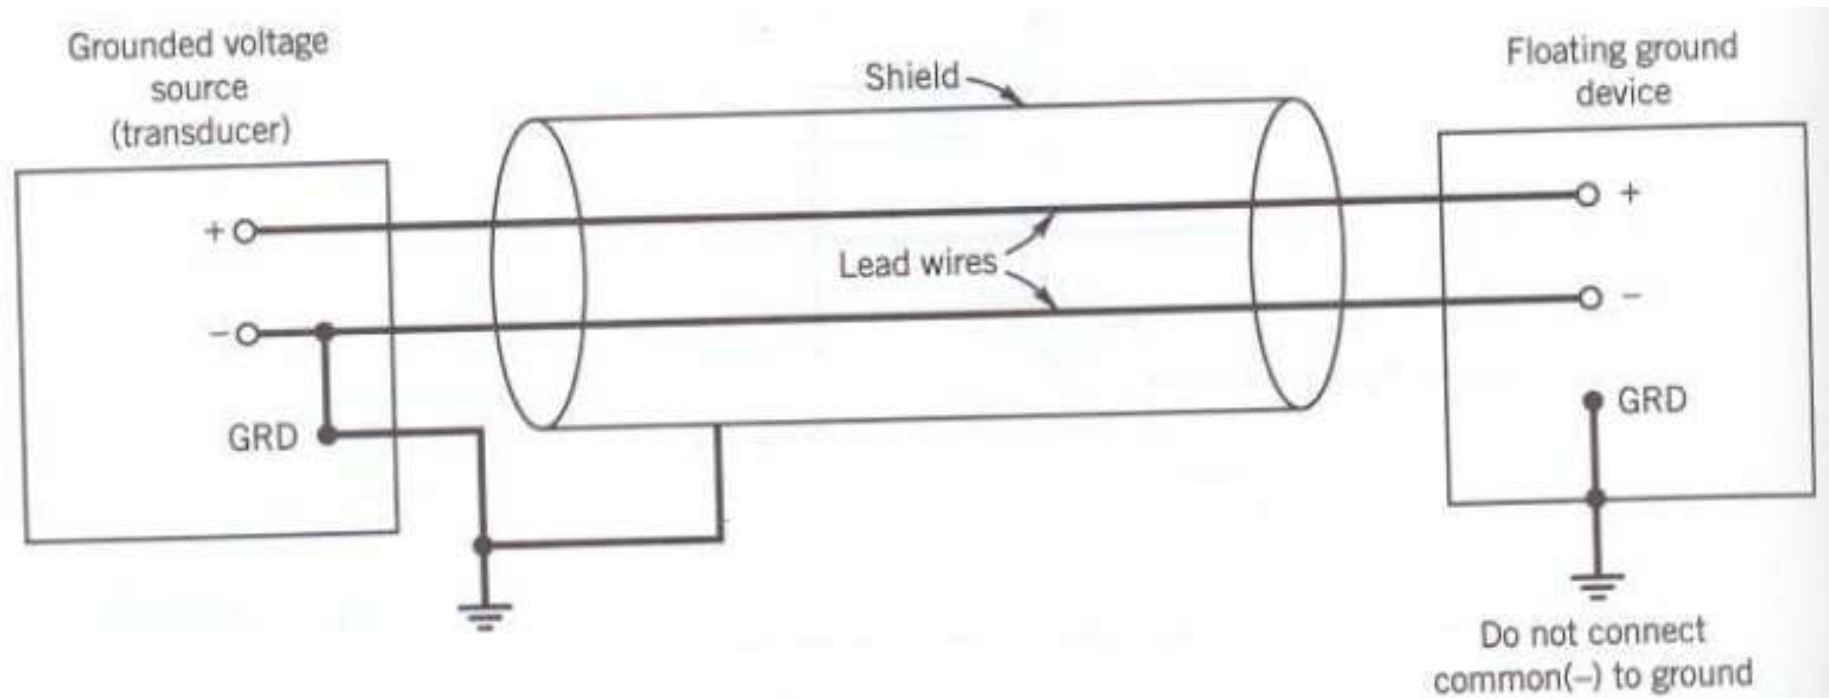 Grounded voltage
source
(transducer)
Shield
Floating ground
device
+
+
Lead wires
−
−
GRD
GRD
Do not connect
common(−) to ground